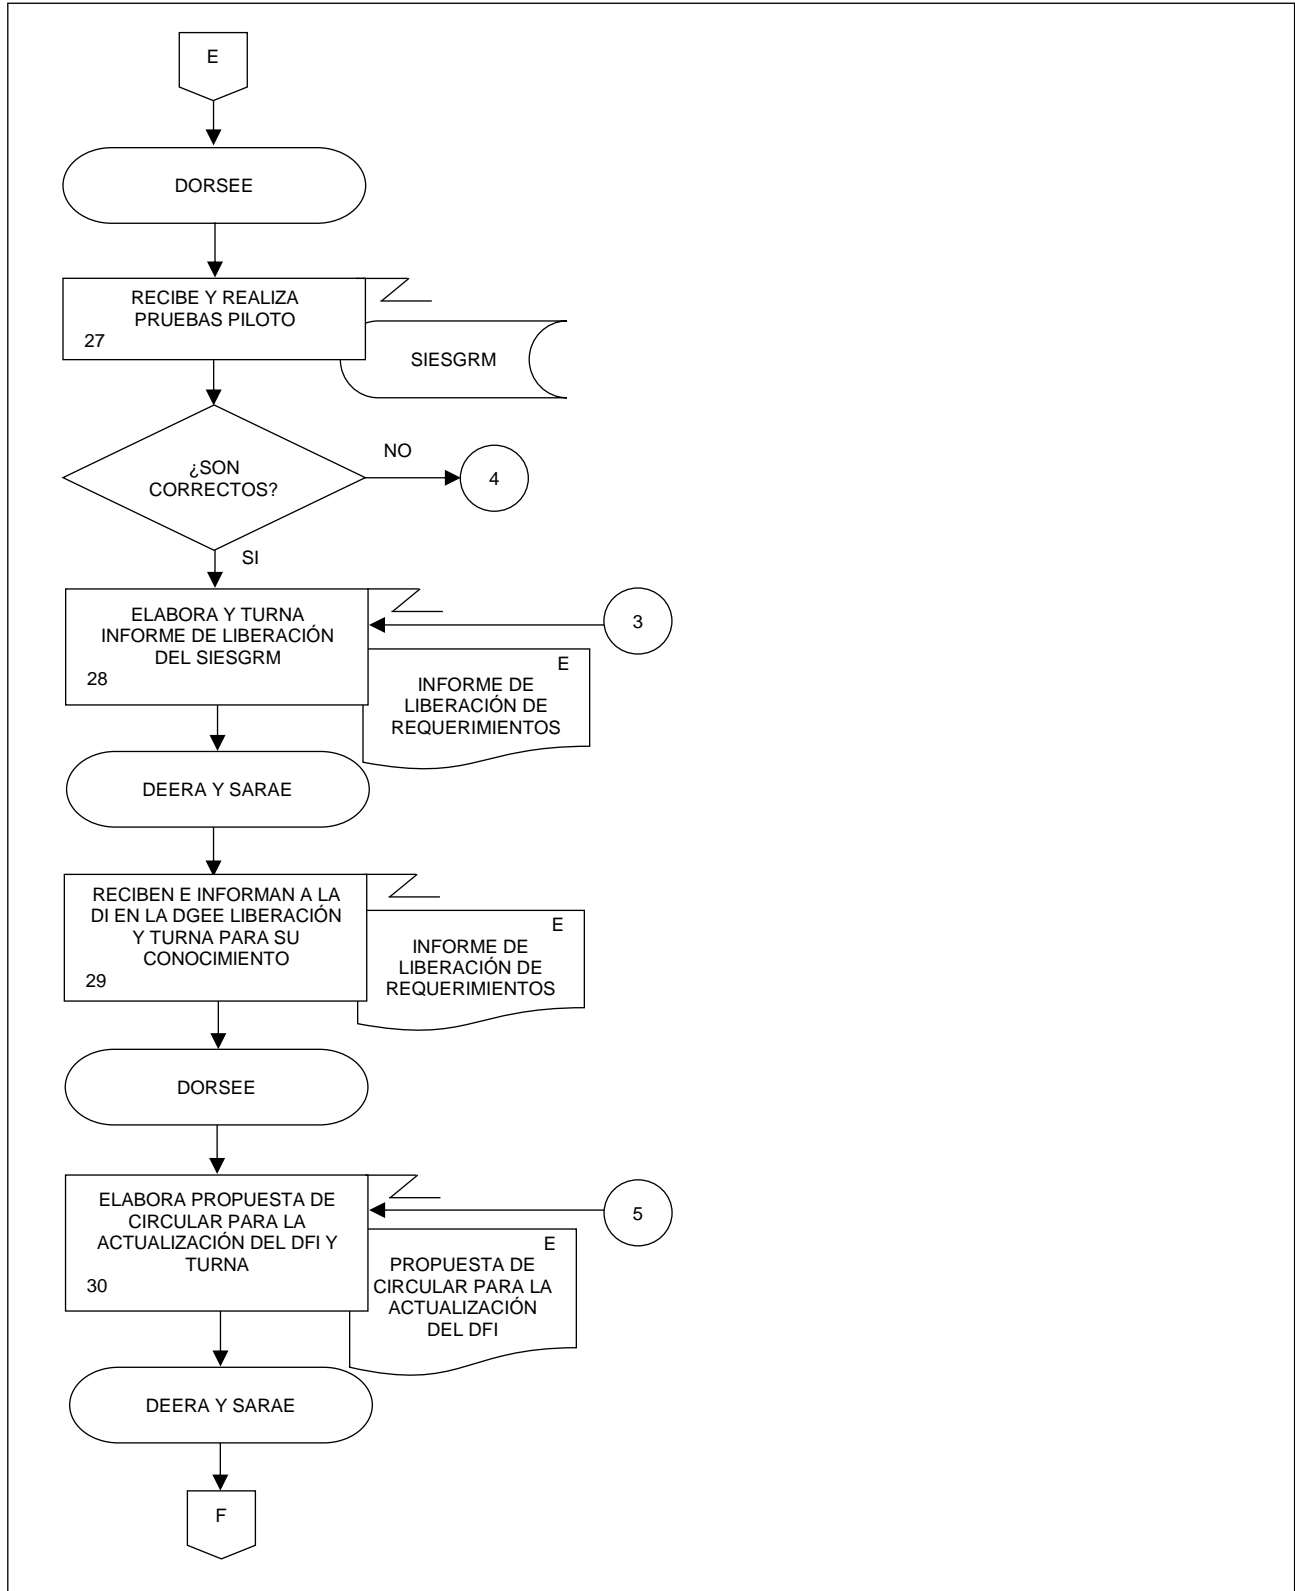 E
DORSEE
RECIBE Y REALIZA
PRUEBAS PILOTO
27
SIESGRM
¿SON
CORRECTOS?
NO
4
SI
ELABORA Y TURNA
INFORME DE LIBERACIÓN
DEL SIESGRM
28
3
E
INFORME DE
LIBERACIÓN DE
REQUERIMIENTOS
DEERA Y SARAE
RECIBEN E INFORMAN A LA
DI EN LA DGEE LIBERACIÓN
Y TURNA PARA SU
CONOCIMIENTO
29
E
INFORME DE
LIBERACIÓN DE
REQUERIMIENTOS
DORSEE
ELABORA PROPUESTA DE
CIRCULAR PARA LA
ACTUALIZACIÓN DEL DFI Y
TURNA
30
5
E
PROPUESTA DE
CIRCULAR PARA LA
ACTUALIZACIÓN
DEL DFI
DEERA Y SARAE
F